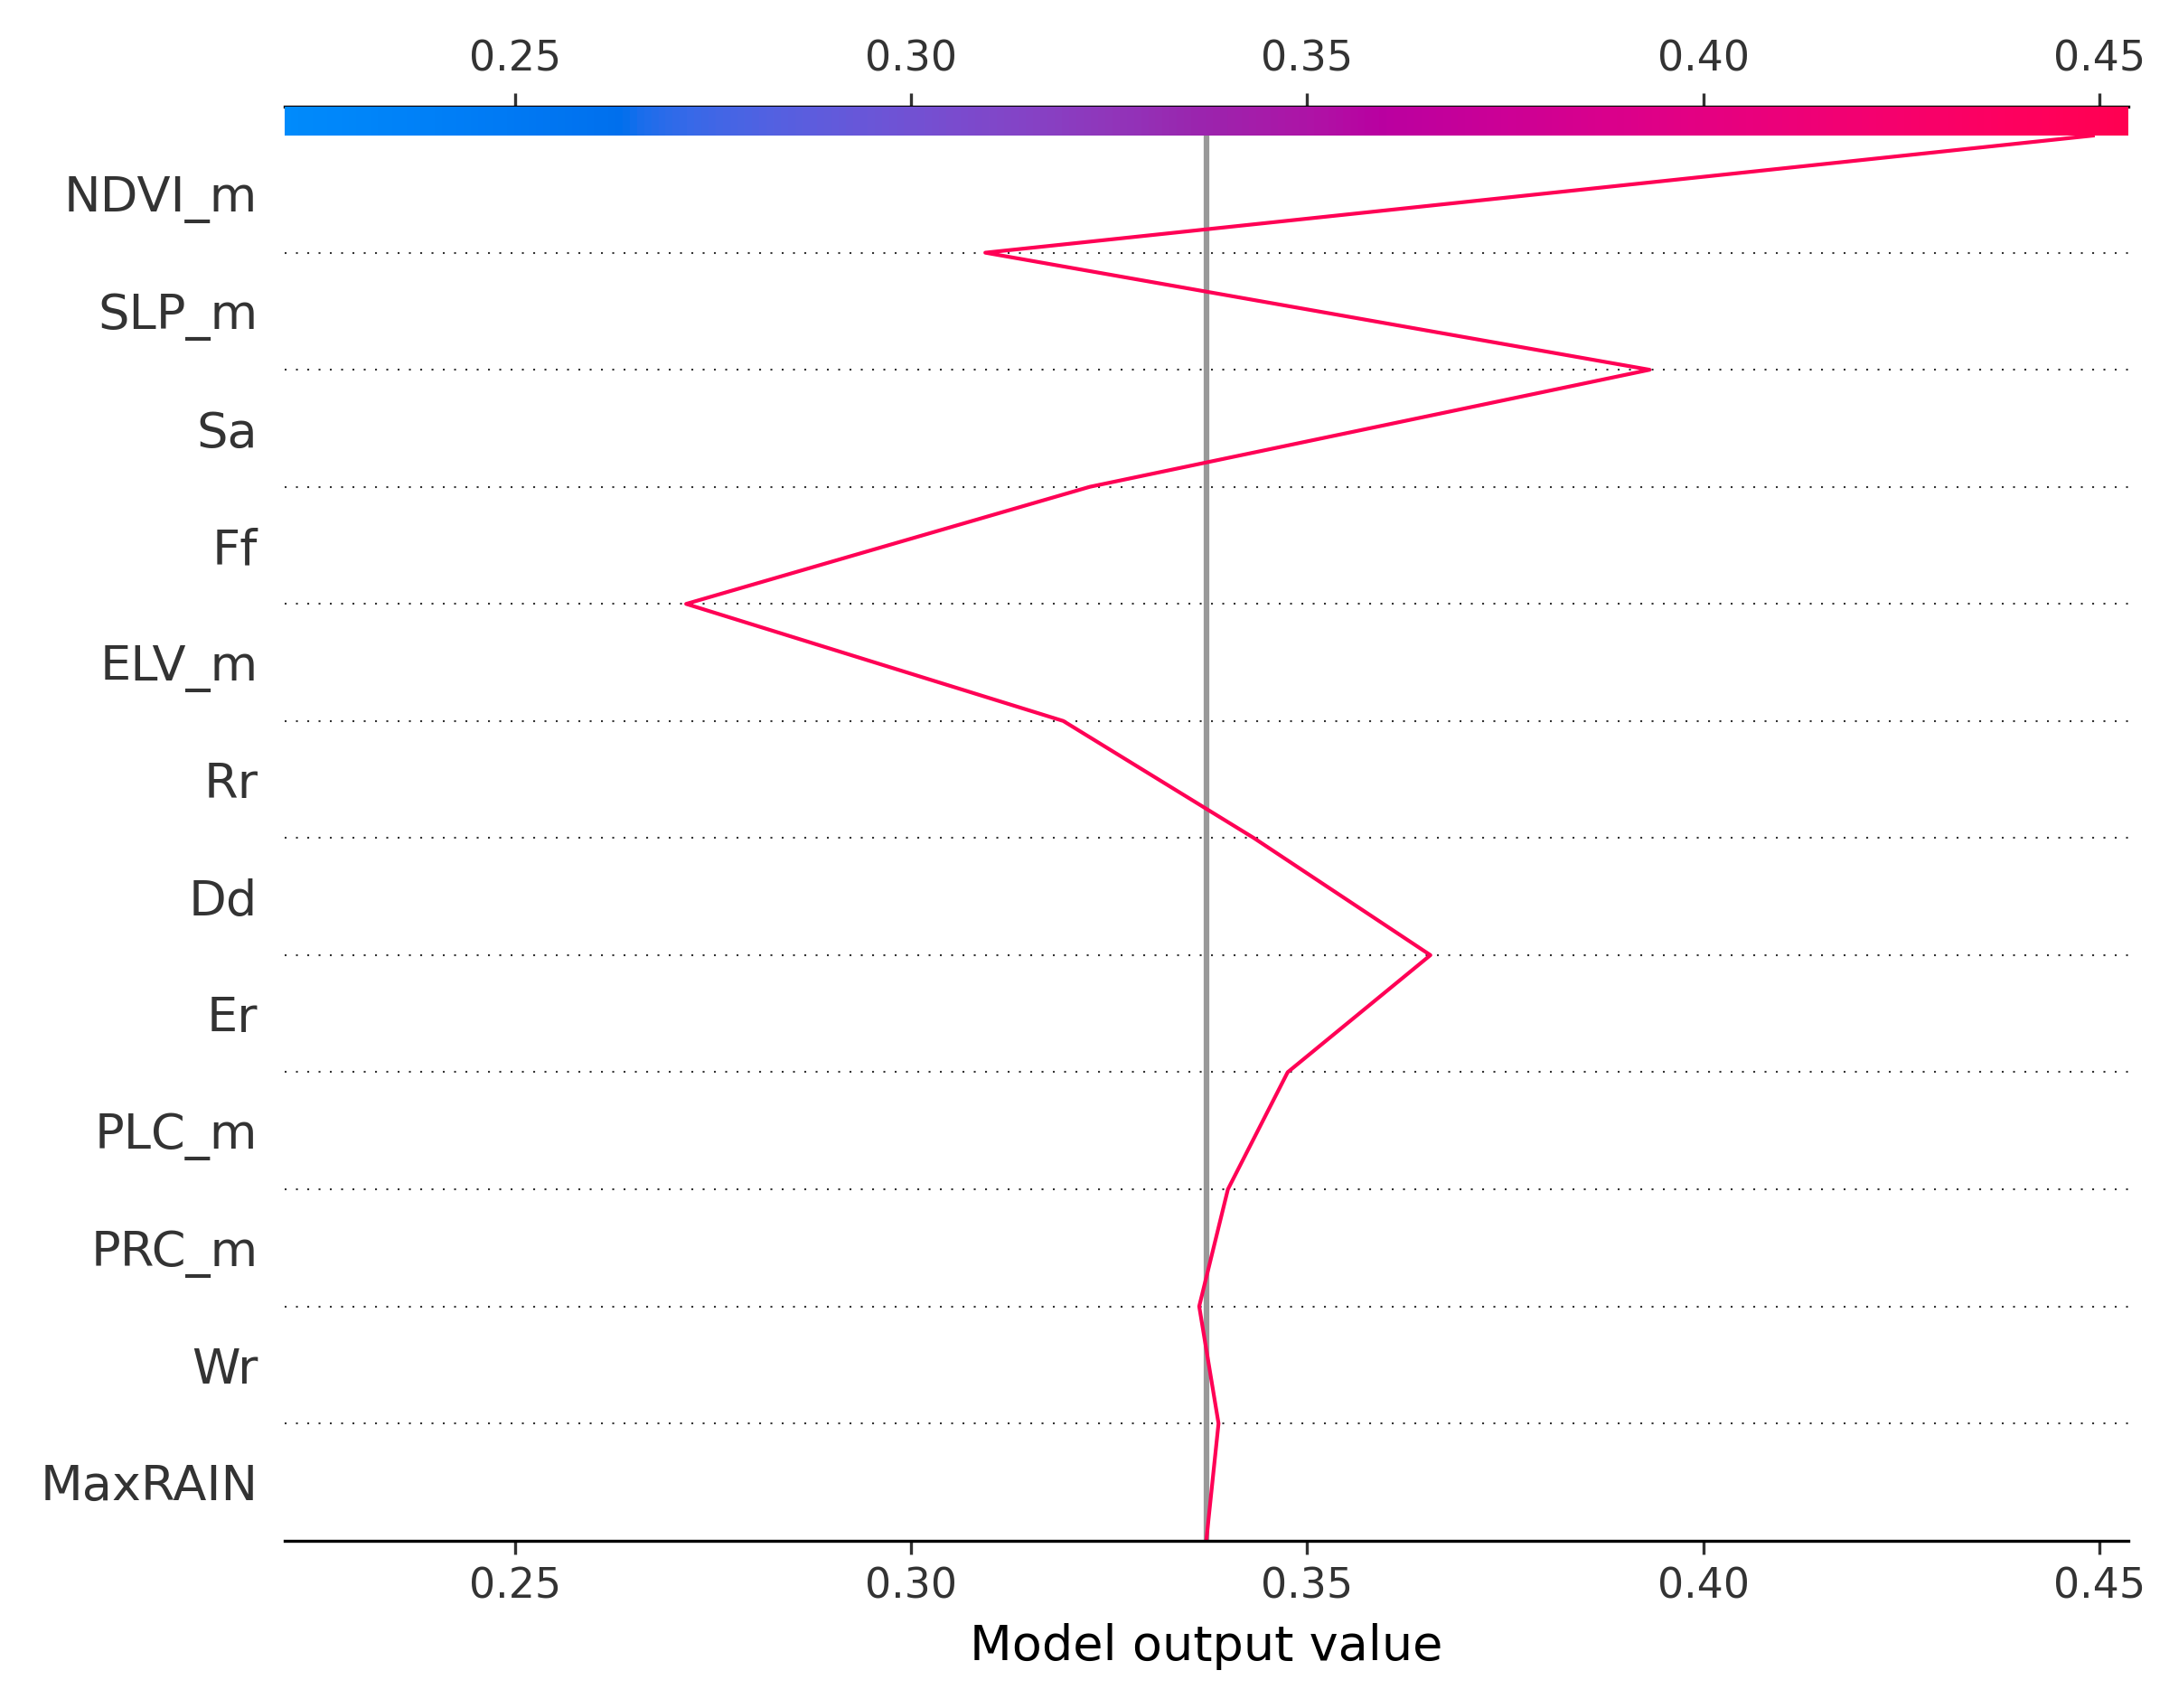 0.25 0.30 0.35 0.40 0.45
NDVI_m
SLP_m
Sa
Ff
ELV_m
Rr
Dd
Er
PLC_m
PRC_m
Wr
MaxRAIN
0.25 0.30 0.35 0.40 0.45
Model output value